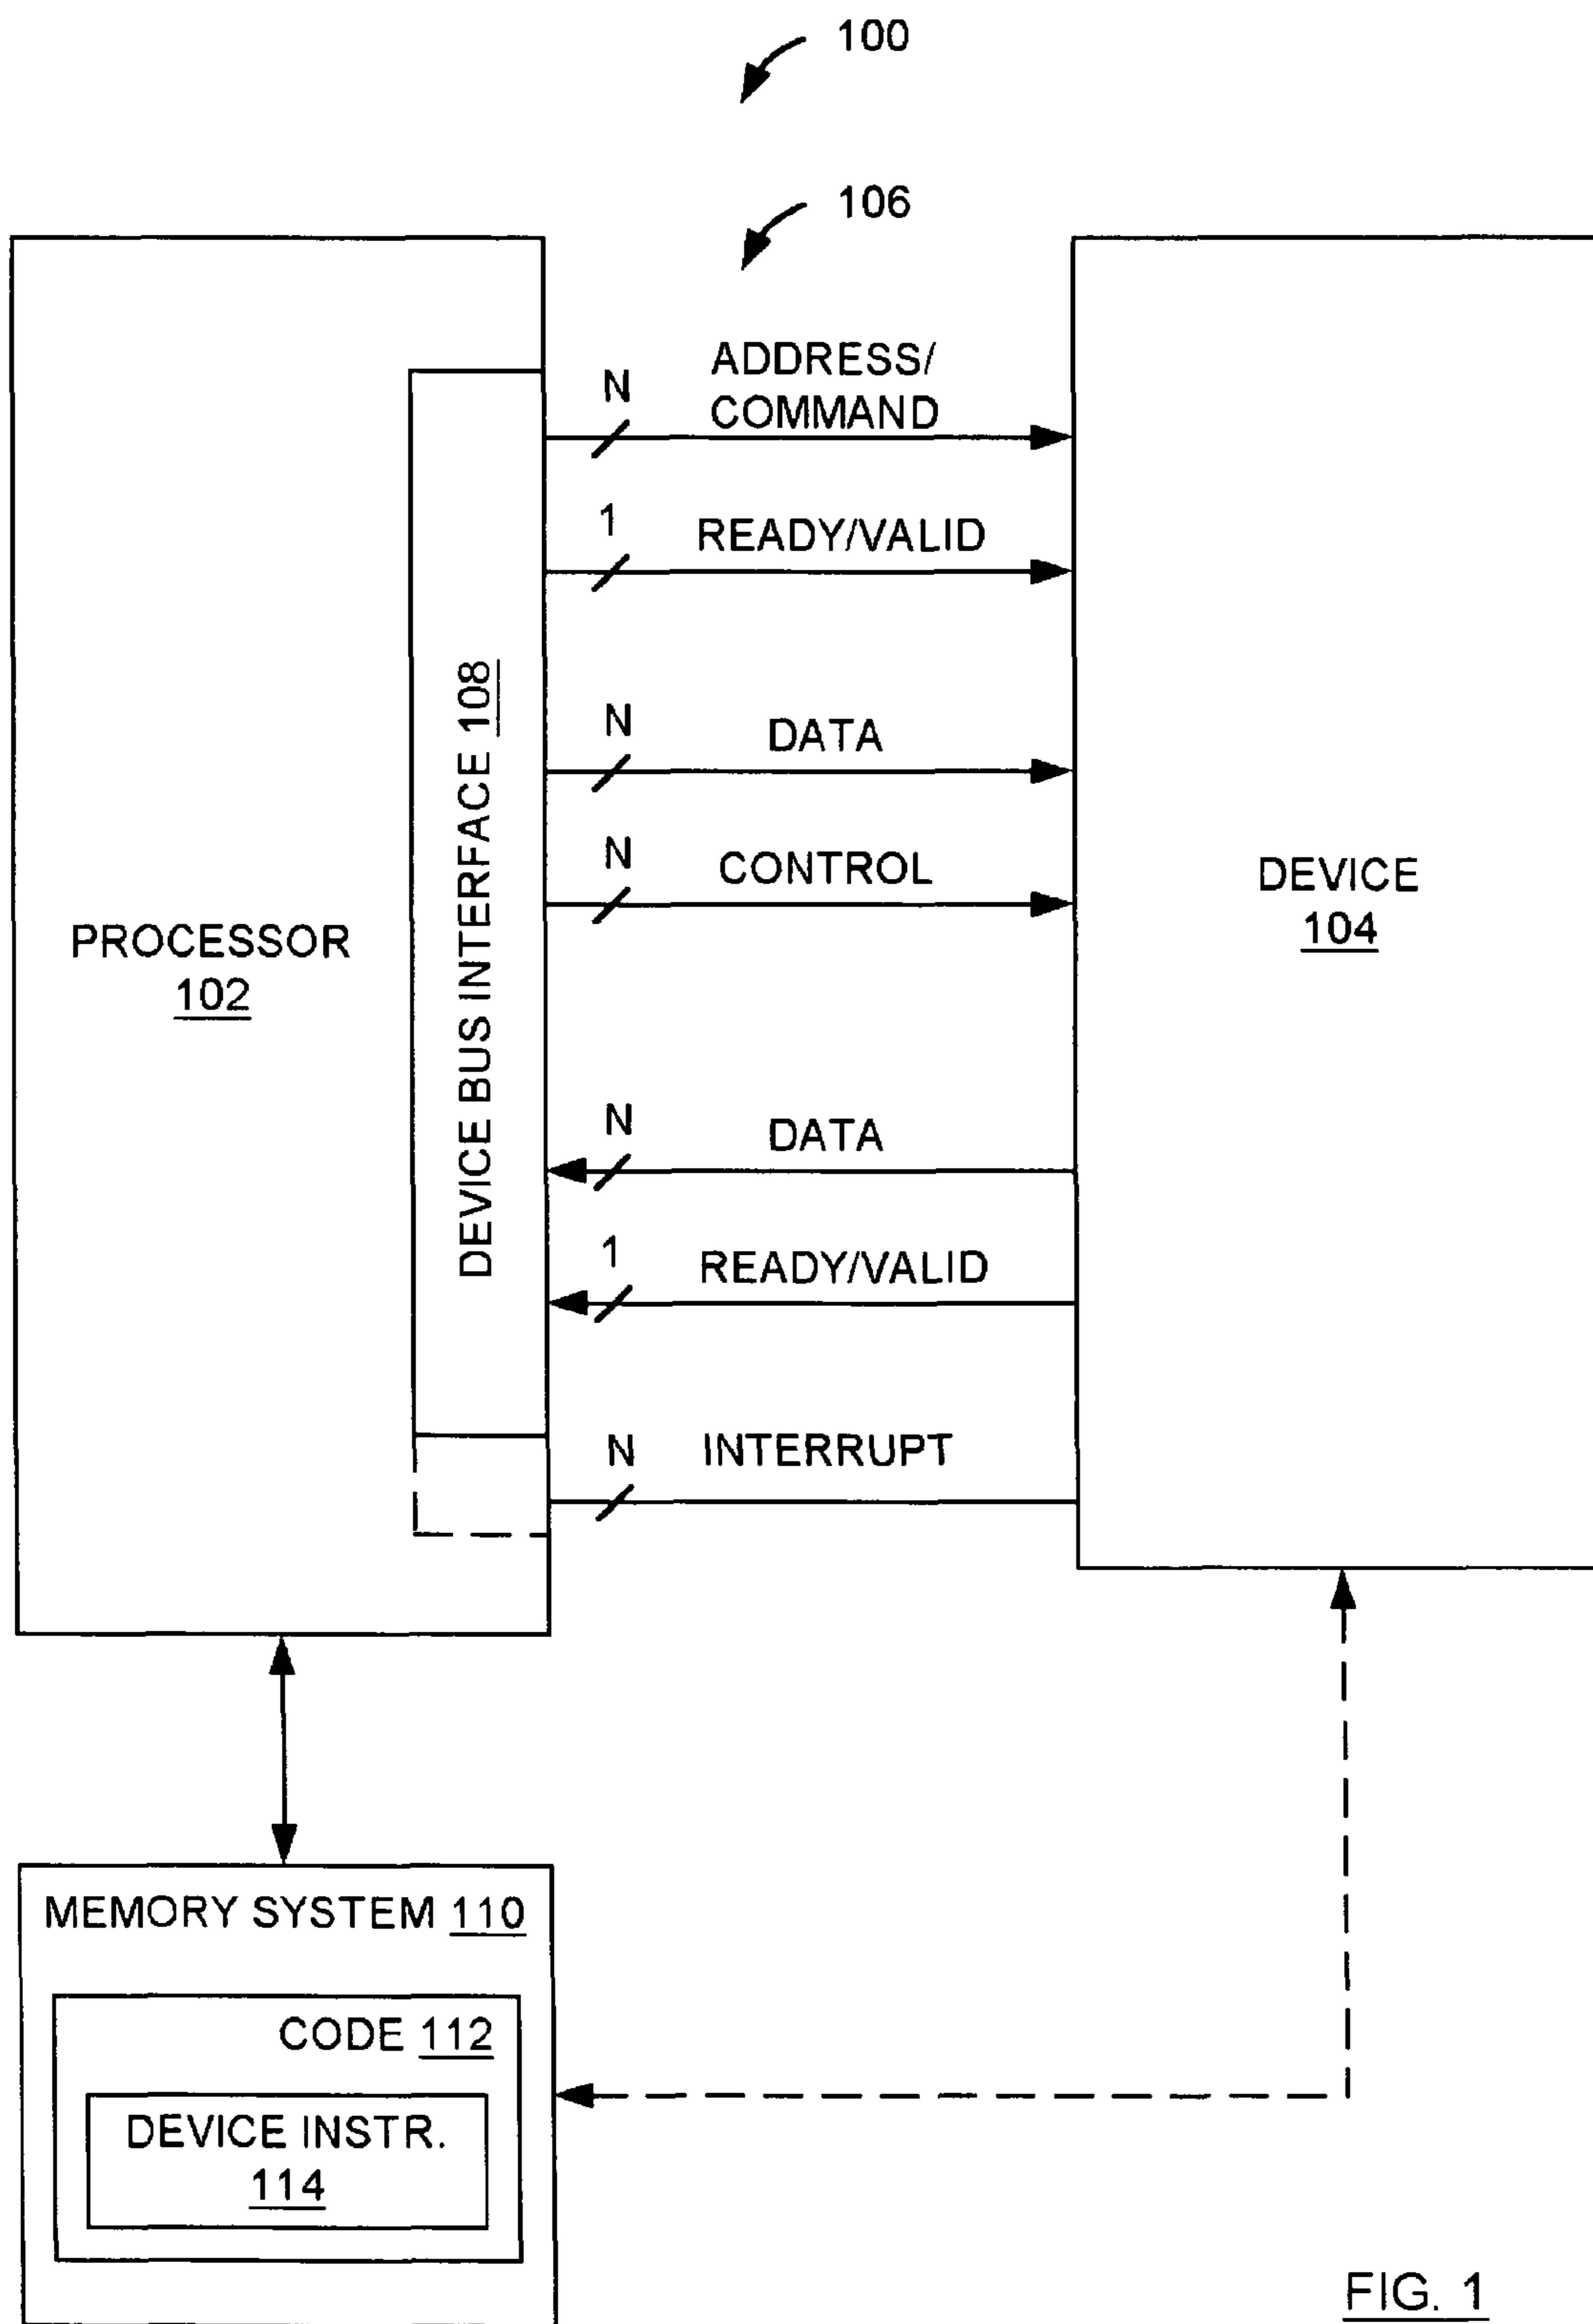 100
106
N
ADDRESS/
COMMAND
1
READY/VALID
N
DATA
N
CONTROL
DEVICE BUS INTERFACE 108
PROCESSOR
102
DEVICE
104
N
DATA
1
READY/VALID
N
INTERRUPT
MEMORY SYSTEM 110
CODE 112
DEVICE INSTR.
114
FIG. 1